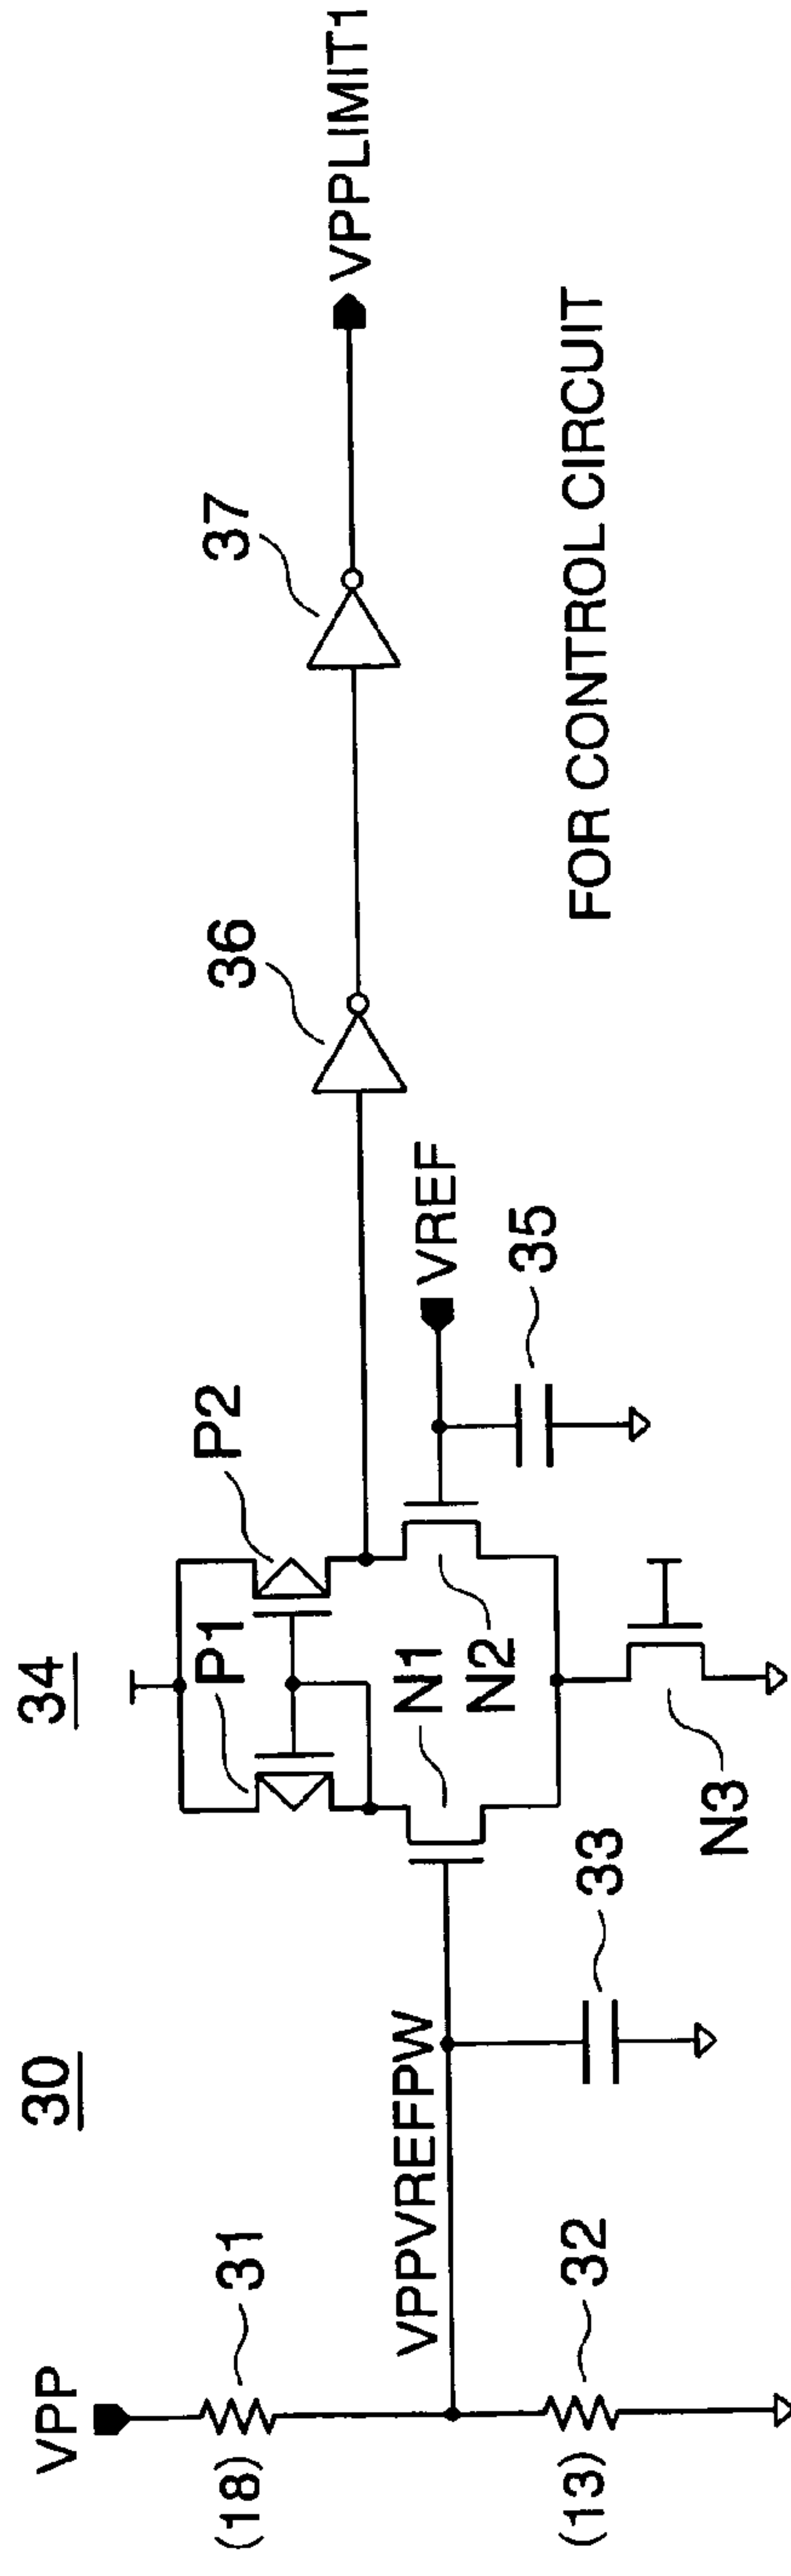 30
34
VPP
(18)
31
VPPVREFPW
(13)
32
33
P1
P2
N1
N2
N3
VREF
35
36
37
VPPLIMIT1
FOR CONTROL CIRCUIT